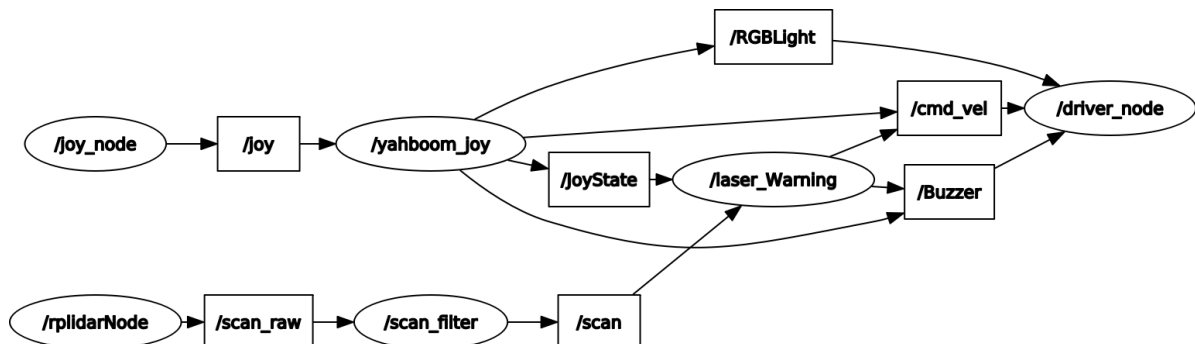 /RGBLight
/cmd_vel
/driver_node
/joy_node
/joy
/yahboom_joy
/JoyState
/laser_Warning
/Buzzer
/rplidarNode
/scan_raw
/scan_filter
/scan